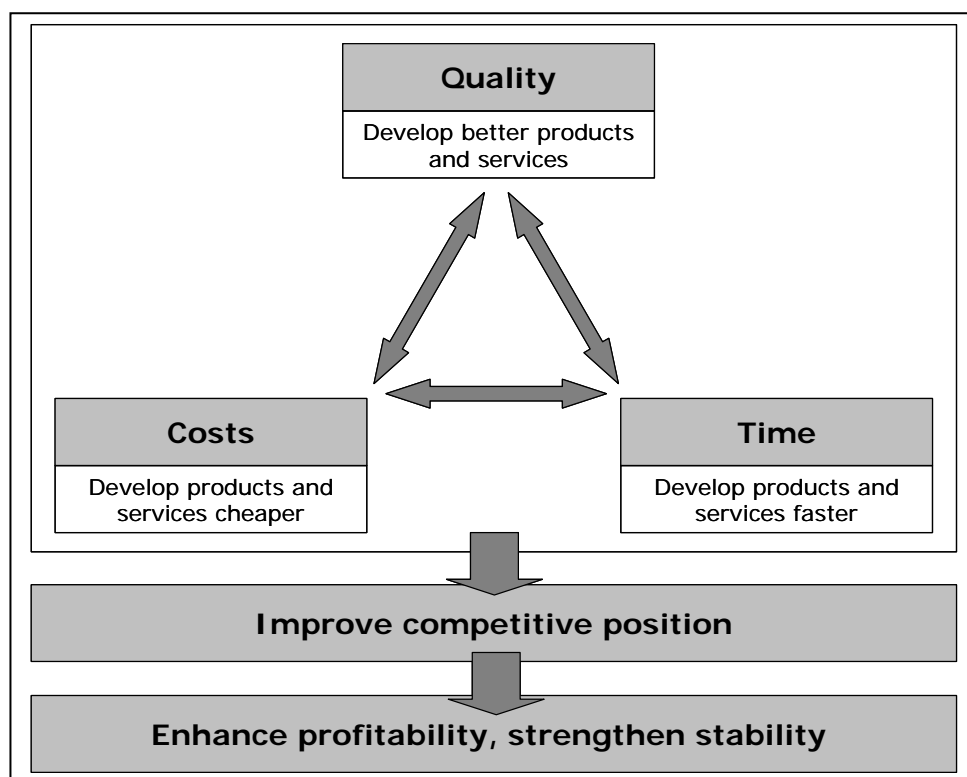 Quality
Develop better products
and services
Costs
Develop products and
services cheaper
Time
Develop products and
services faster
Improve competitive position
Enhance profitability, strengthen stability